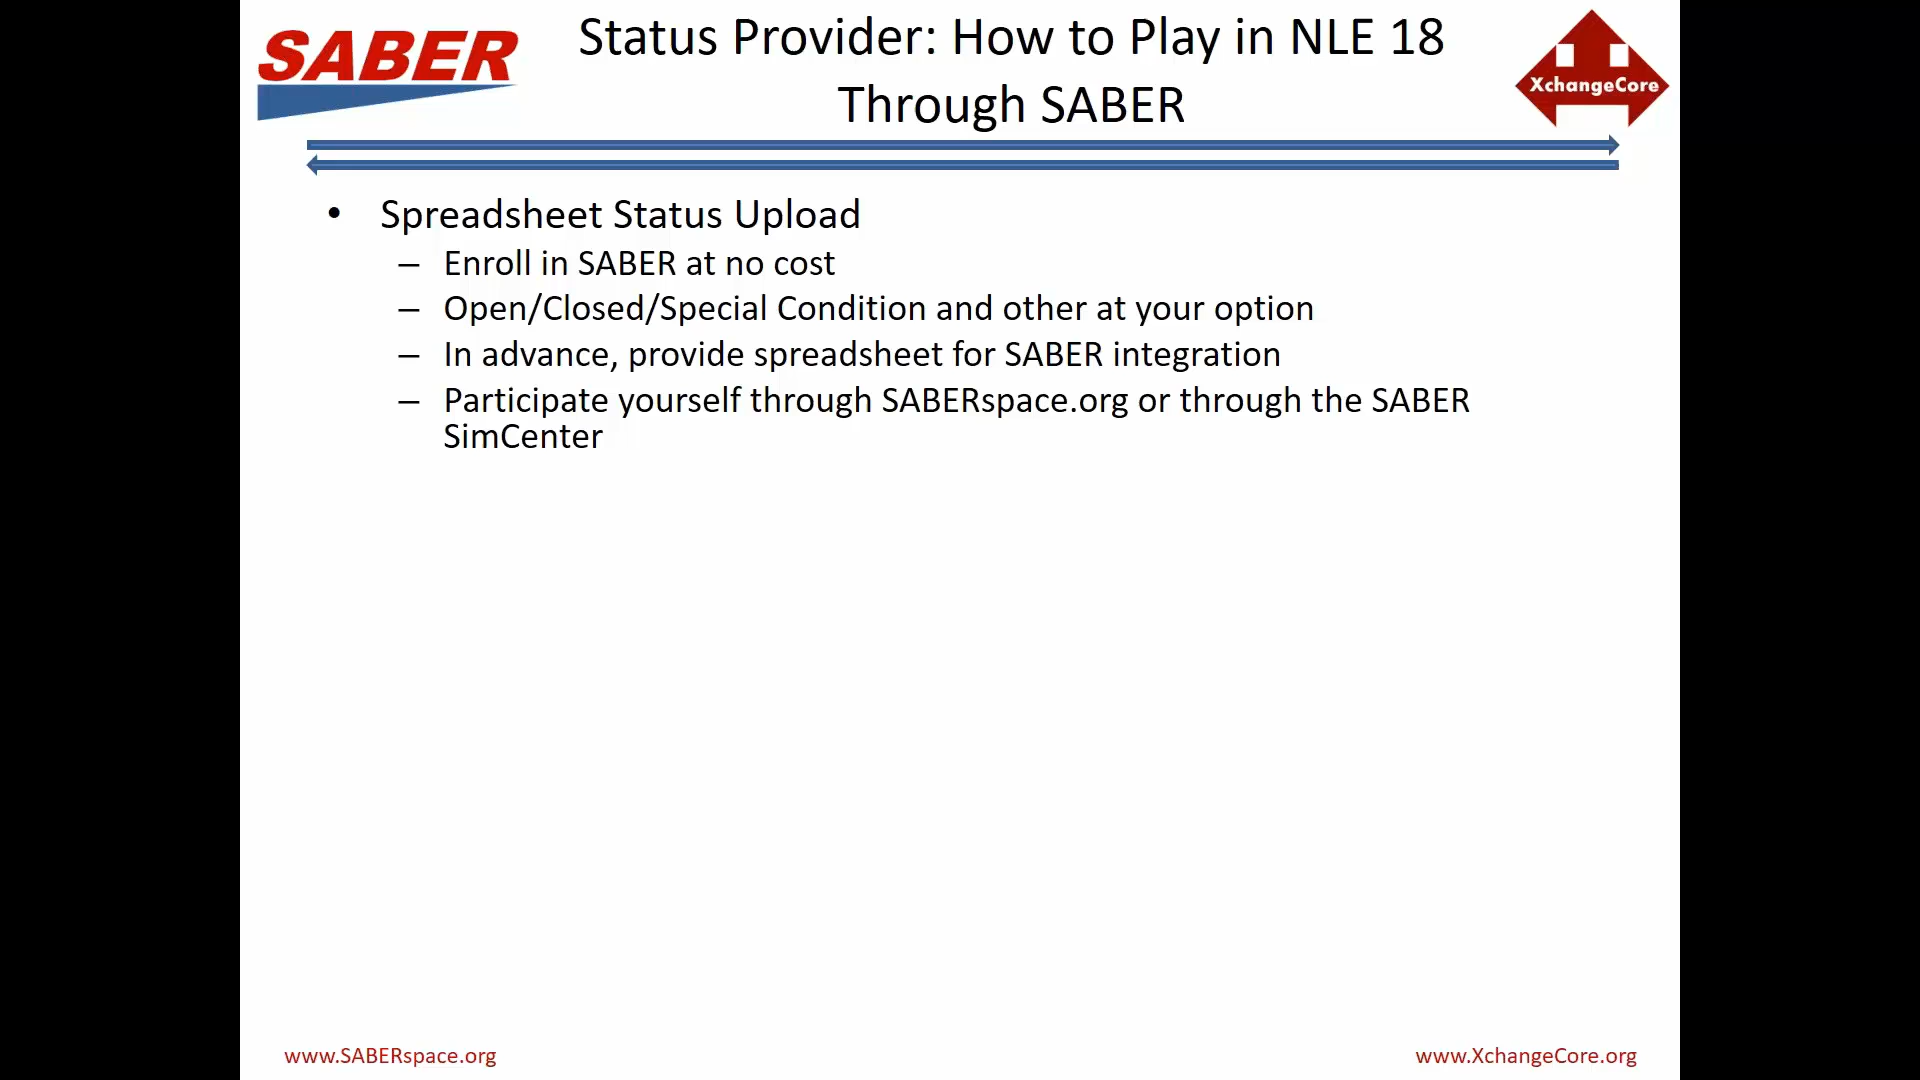 SABER
Status Provider: How to Play in NLE 18
Through SABER
XchangeCore
• Spreadsheet Status Upload
– Enroll in SABER at no cost
– Open/Closed/Special Condition and other at your option
– In advance, provide spreadsheet for SABER integration
– Participate yourself through SABERspace.org or through the SABER
SimCenter
www.SABERspace.org
www.XchangeCore.org